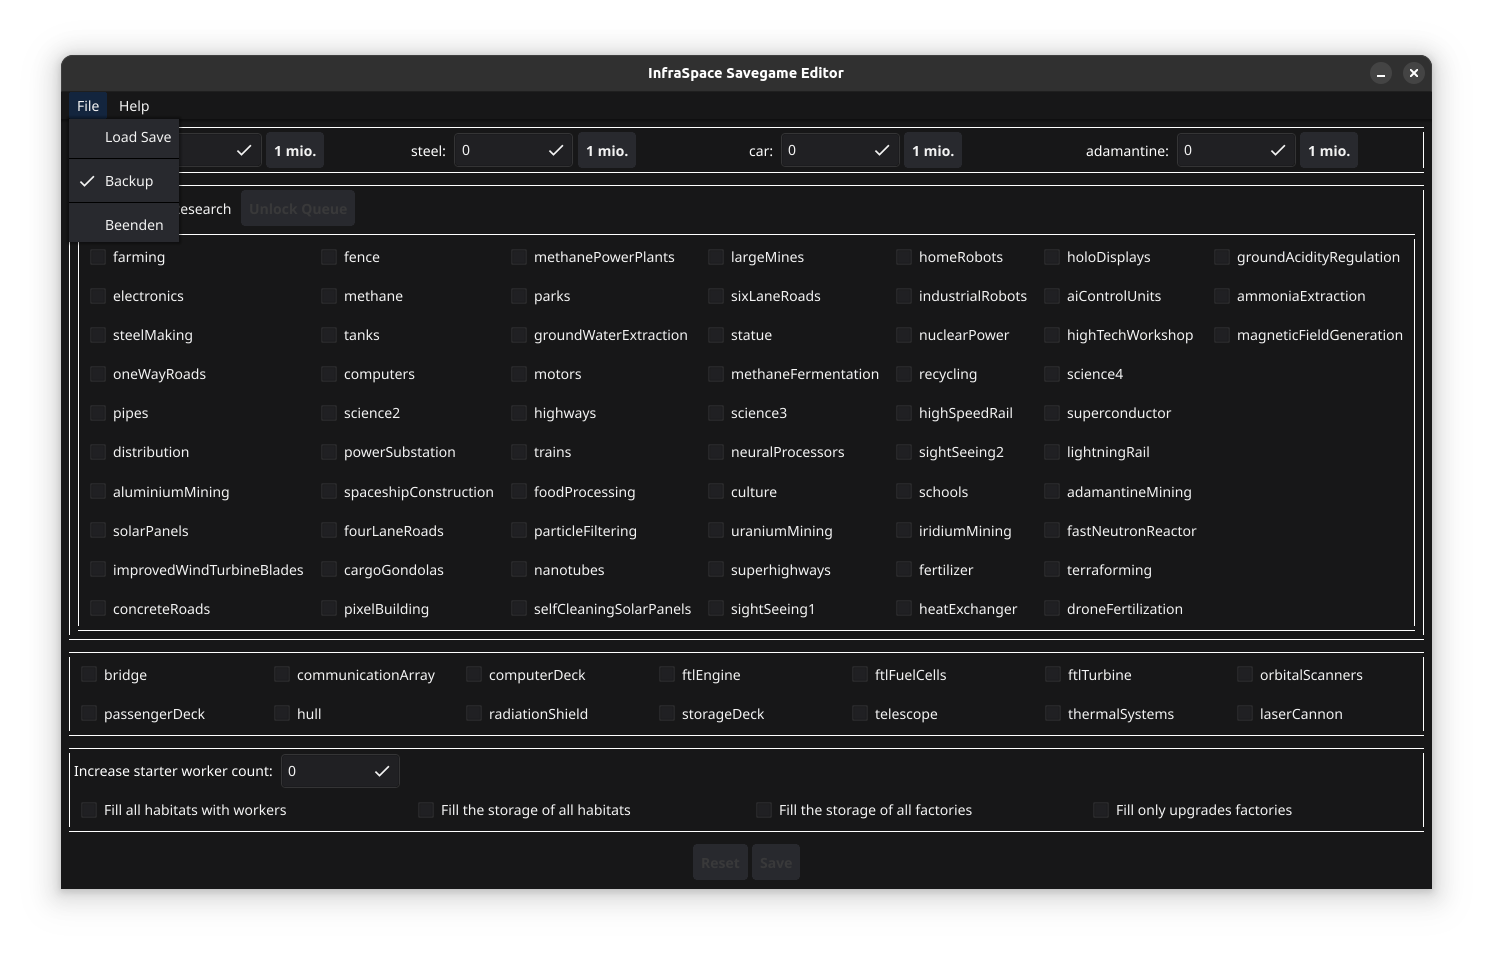 InfraSpace Savegame Editor
File Help
Load Save
Backup
Beenden
1 mio. steel: 0 1 mio. car: 0 1 mio. adamantine: 0 1 mio.
esearch Unlock Queue
farming fence methanePowerPlants largeMines homeRobots holoDisplays groundAcidityRegulation
electronics methane parks sixLaneRoads industrialRobots aiControlUnits ammoniaExtraction
steelMaking tanks groundWaterExtraction statue nuclearPower highTechWorkshop magneticFieldGeneration
oneWayRoads computers motors methaneFermentation recycling science4
pipes science2 highways science3 highSpeedRail superconductor
distribution powerSubstation trains neuralProcessors sightSeeing2 lightningRail
aluminiumMining spaceshipConstruction foodProcessing culture schools adamantineMining
solarPanels fourLaneRoads particleFiltering uraniumMining iridiumMining fastNeutronReactor
improvedWindTurbineBlades cargoGondolas nanotubes superhighways fertilizer terraforming
concreteRoads pixelBuilding selfCleaningSolarPanels sightSeeing1 heatExchanger droneFertilization
bridge communicationArray computerDeck ftlEngine ftlFuelCells ftlTurbine orbitalScanners
passengerDeck hull radiationShield storageDeck telescope thermalSystems laserCannon
Increase starter worker count: 0
Fill all habitats with workers Fill the storage of all habitats Fill the storage of all factories Fill only upgrades factories
Reset Save